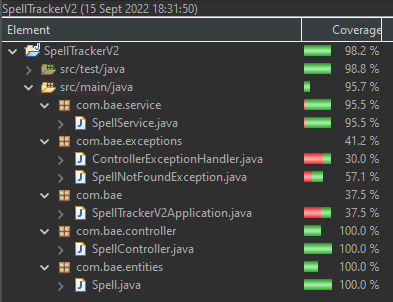 SpellTrackerV2 (15 Sept 2022 18:31:50)
Element Coverage
SpellTrackerV2 98.2 %
src/test/java 98.8 %
src/main/java 95.7 %
com.bae.service 95.5 %
SpellService.java 95.5 %
com.bae.exceptions 41.2 %
ControllerExceptionHandler.java 30.0 %
SpellNotFoundException.java 57.1 %
com.bae 37.5 %
SpellTrackerV2Application.java 37.5 %
com.bae.controller 100.0 %
SpellController.java 100.0 %
com.bae.entities 100.0 %
Spell.java 100.0 %